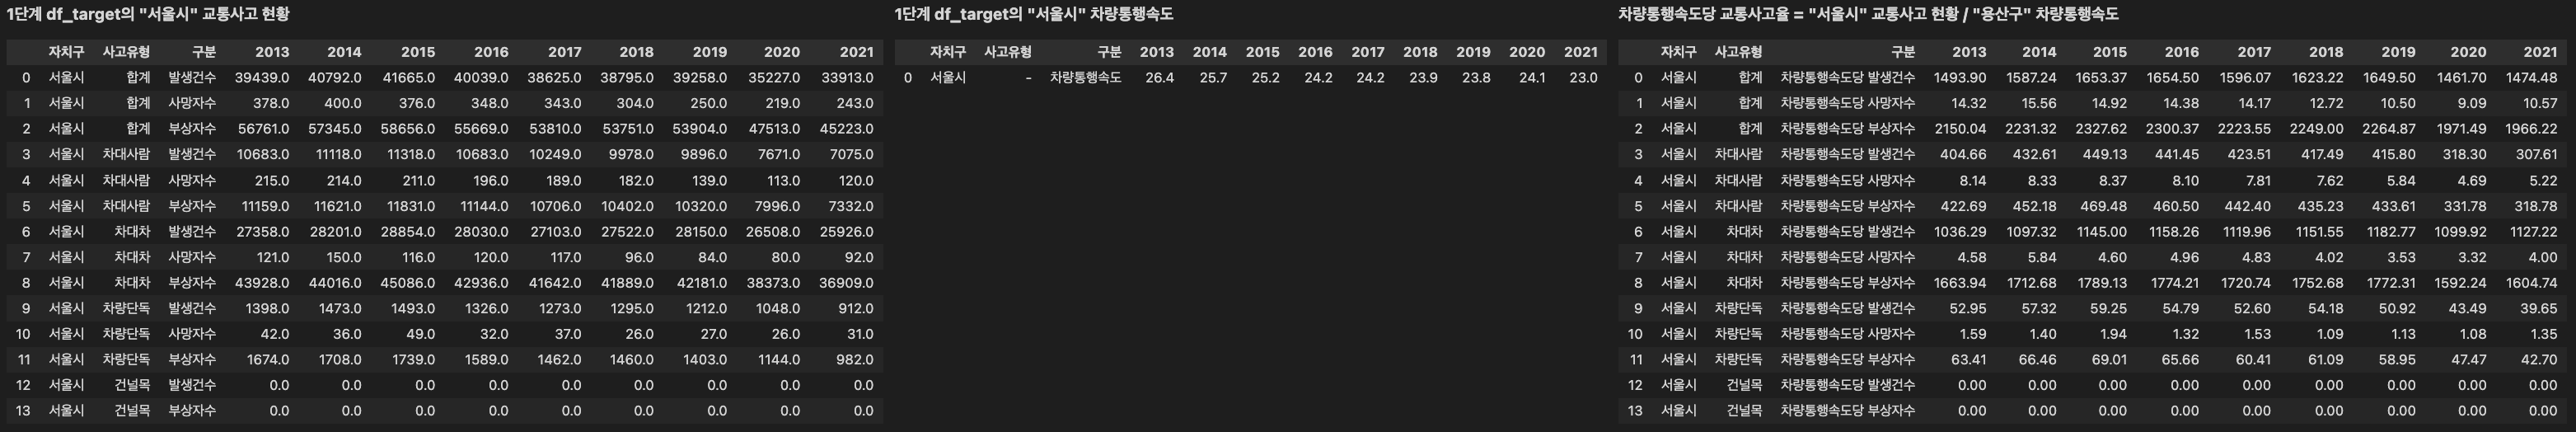 1단계 df_target의 "서울시" 교통사고 현황
자치구 사고유형 구분 2013 2014 2015 2016 2017 2018 2019 2020 2021
0 서울시 합계 발생건수 39439.0 40792.0 41665.0 40039.0 38625.0 38795.0 39258.0 35227.0 33913.0
1 서울시 합계 사망자수 378.0 400.0 376.0 348.0 343.0 304.0 250.0 219.0 243.0
2 서울시 합계 부상자수 56761.0 57345.0 58656.0 55669.0 53810.0 53751.0 53904.0 47513.0 45223.0
3 서울시 차대사람 발생건수 10683.0 11118.0 11318.0 10683.0 10249.0 9978.0 9896.0 7671.0 7075.0
4 서울시 차대사람 사망자수 215.0 214.0 211.0 196.0 189.0 182.0 139.0 113.0 120.0
5 서울시 차대사람 부상자수 11159.0 11621.0 11831.0 11144.0 10706.0 10402.0 10320.0 7996.0 7332.0
6 서울시 차대차 발생건수 27358.0 28201.0 28854.0 28030.0 27103.0 27522.0 28150.0 26508.0 25926.0
7 서울시 차대차 사망자수 121.0 150.0 116.0 120.0 117.0 96.0 84.0 80.0 92.0
8 서울시 차대차 부상자수 43928.0 44016.0 45086.0 42936.0 41642.0 41889.0 42181.0 38373.0 36909.0
9 서울시 차량단독 발생건수 1398.0 1473.0 1493.0 1326.0 1273.0 1295.0 1212.0 1048.0 912.0
10 서울시 차량단독 사망자수 42.0 36.0 49.0 32.0 37.0 26.0 27.0 26.0 31.0
11 서울시 차량단독 부상자수 1674.0 1708.0 1739.0 1589.0 1462.0 1460.0 1403.0 1144.0 982.0
12 서울시 건널목 발생건수 0.0 0.0 0.0 0.0 0.0 0.0 0.0 0.0 0.0
13 서울시 건널목 부상자수 0.0 0.0 0.0 0.0 0.0 0.0 0.0 0.0 0.0
1단계 df_target의 "서울시" 차량통행속도
자치구 사고유형 구분 2013 2014 2015 2016 2017 2018 2019 2020 2021
0 서울시 - 차량통행속도 26.4 25.7 25.2 24.2 24.2 23.9 23.8 24.1 23.0
차량통행속도당 교통사고율 = "서울시" 교통사고 현황 / "용산구" 차량통행속도
자치구 사고유형 구분 2013 2014 2015 2016 2017 2018 2019 2020 2021
0 서울시 합계 차량통행속도당 발생건수 1493.90 1587.24 1653.37 1654.50 1596.07 1623.22 1649.50 1461.70 1474.48
1 서울시 합계 차량통행속도당 사망자수 14.32 15.56 14.92 14.38 14.17 12.72 10.50 9.09 10.57
2 서울시 합계 차량통행속도당 부상자수 2150.04 2231.32 2327.62 2300.37 2223.55 2249.00 2264.87 1971.49 1966.22
3 서울시 차대사람 차량통행속도당 발생건수 404.66 432.61 449.13 441.45 423.51 417.49 415.80 318.30 307.61
4 서울시 차대사람 차량통행속도당 사망자수 8.14 8.33 8.37 8.10 7.81 7.62 5.84 4.69 5.22
5 서울시 차대사람 차량통행속도당 부상자수 422.69 452.18 469.48 460.50 442.40 435.23 433.61 331.78 318.78
6 서울시 차대차 차량통행속도당 발생건수 1036.29 1097.32 1145.00 1158.26 1119.96 1151.55 1182.77 1099.92 1127.22
7 서울시 차대차 차량통행속도당 사망자수 4.58 5.84 4.60 4.96 4.83 4.02 3.53 3.32 4.00
8 서울시 차대차 차량통행속도당 부상자수 1663.94 1712.68 1789.13 1774.21 1720.74 1752.68 1772.31 1592.24 1604.74
9 서울시 차량단독 차량통행속도당 발생건수 52.95 57.32 59.25 54.79 52.60 54.18 50.92 43.49 39.65
10 서울시 차량단독 차량통행속도당 사망자수 1.59 1.40 1.94 1.32 1.53 1.09 1.13 1.08 1.35
11 서울시 차량단독 차량통행속도당 부상자수 63.41 66.46 69.01 65.66 60.41 61.09 58.95 47.47 42.70
12 서울시 건널목 차량통행속도당 발생건수 0.00 0.00 0.00 0.00 0.00 0.00 0.00 0.00 0.00
13 서울시 건널목 차량통행속도당 부상자수 0.00 0.00 0.00 0.00 0.00 0.00 0.00 0.00 0.00